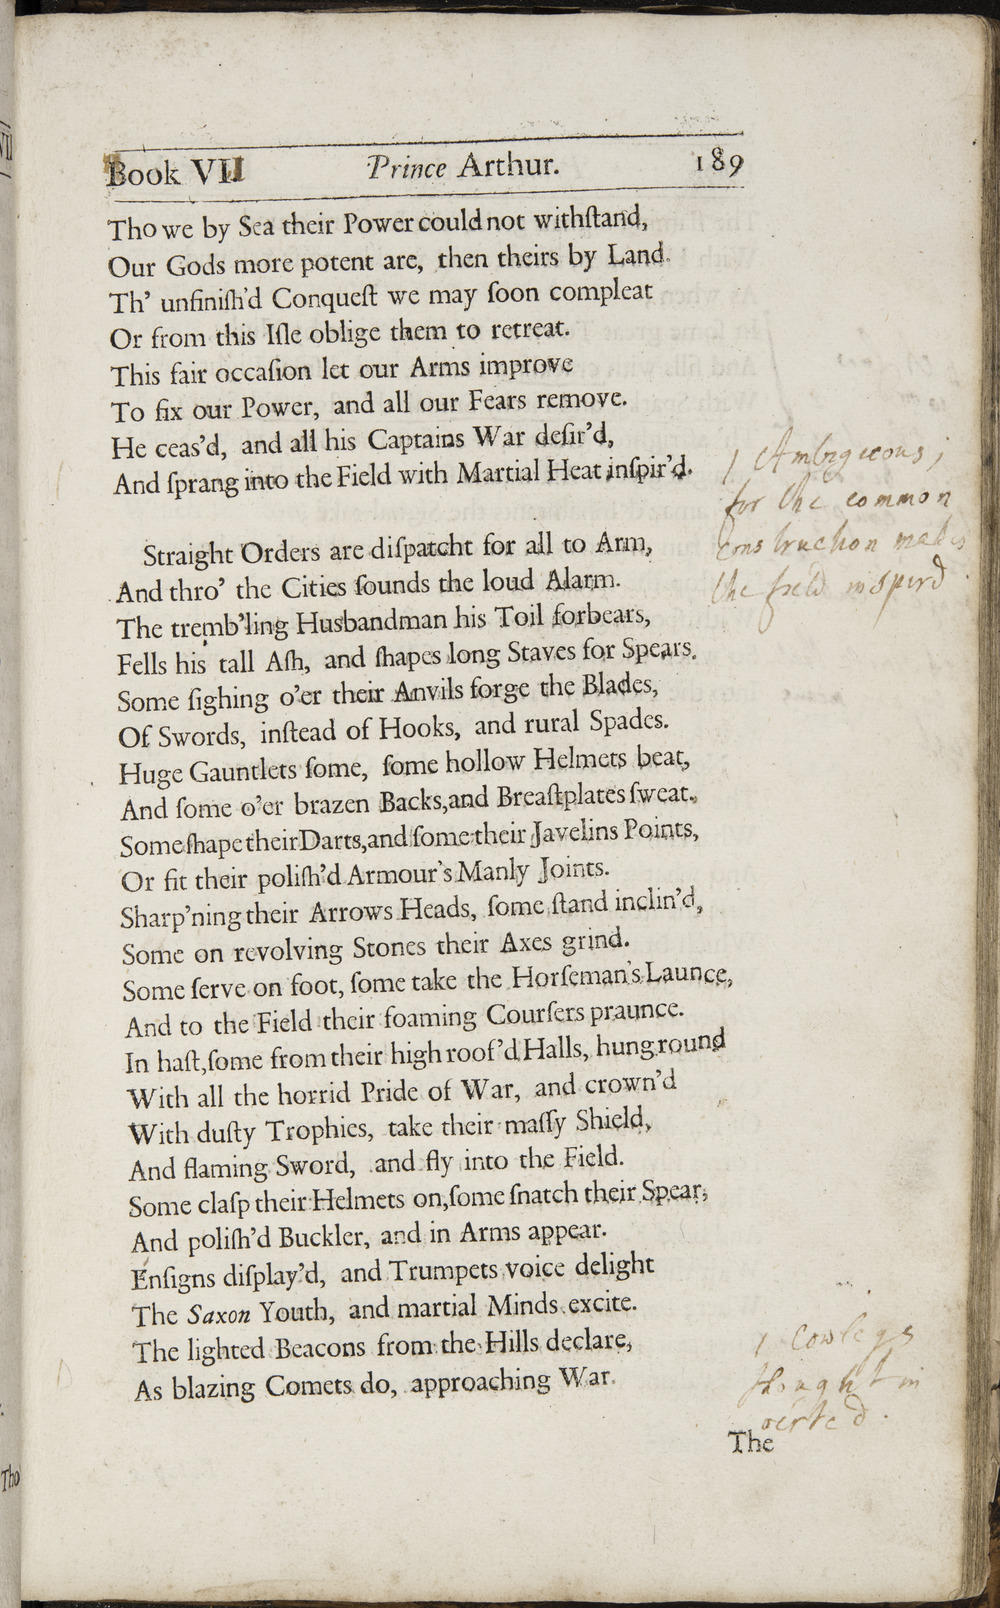 Book VII Prince Arthur. 189
Tho we by Sea their Power could not withſtand,
Our Gods more potent are, then theirs by Land.
Th' unfiniſh'd Conqueſt we may ſoon compleat
Or from this Iſle oblige them to retreat.
This fair occaſion let our Arms improve
To fix our Power, and all our Fears remove.
He ceas'd, and all his Captains War deſir'd,
And ſprang into the Field with Martial Heat inſpir'd.
/ Ambigeous;
for the common
construction makes
the field inspird.
Straight Orders are diſpatcht for all to Arm,
And thro' the Cities ſounds the loud Alarm.
The tremb'ling Husbandman his Toil forbears,
Fells his tall Aſh, and ſhapes long Staves for Spears.
Some ſighing o'er their Anvils forge the Blades,
Of Swords, inſtead of Hooks, and rural Spades.
Huge Gauntlets ſome, ſome hollow Helmets beat,
And ſome o'er brazen Backs, and Breaſtplates ſweat.
Some ſhape their Darts, and ſome their Javelins Points,
Or fit their poliſh'd Armour's Manly Joints.
Sharp'ning their Arrows Heads, ſome ſtand inclin'd,
Some on revolving Stones their Axes grind.
Some ſerve on foot, ſome take the Horſeman's Launce,
And to the Field their foaming Courſers praunce.
In haſt, ſome from their high roof'd Halls, hung round
With all the horrid Pride of War, and crown'd
With duſty Trophies, take their maſſy Shield,
And flaming Sword, and fly into the Field.
Some claſp their Helmets on, ſome ſnatch their Spear,
And poliſh'd Buckler, and in Arms appear.
Enſigns diſplay'd, and Trumpets voice delight
The Saxon Youth, and martial Minds excite.
The lighted Beacons from the Hills declare,
As blazing Comets do, approaching War.
/ Cowleys
thought in
verted.
The
Tho